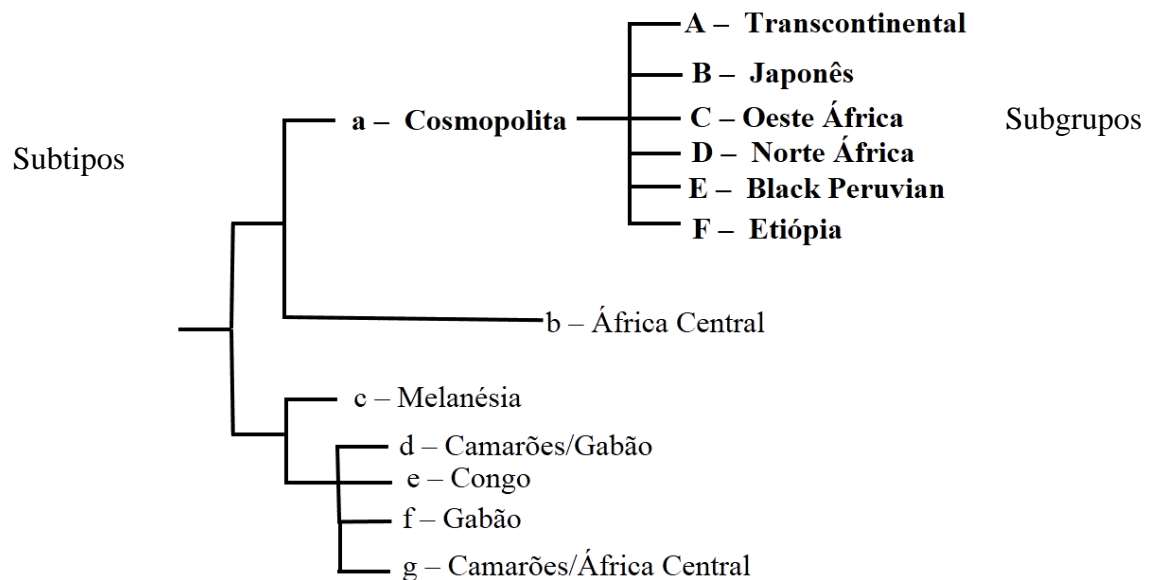 A – Transcontinental
B – Japonês
a – Cosmopolita
C – Oeste África
Subgrupos
Subtipos
D – Norte África
E – Black Peruvian
F – Etiópia
b – África Central
c – Melanésia
d – Camarões/Gabão
e – Congo
f – Gabão
g – Camarões/África Central